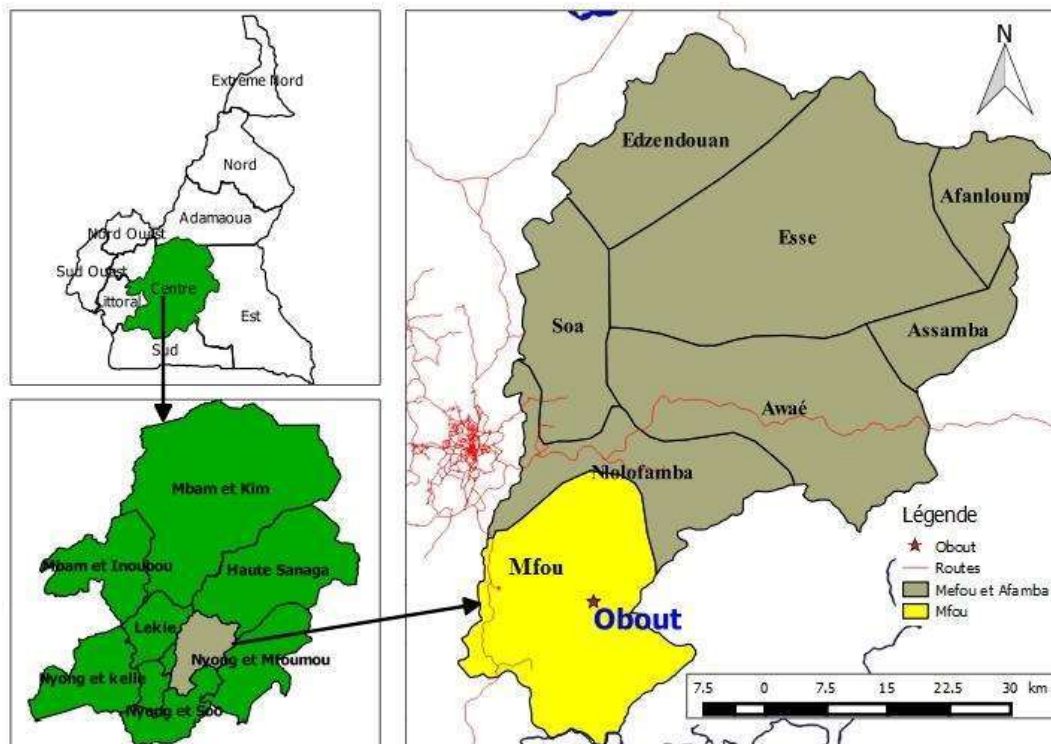 Extrême Nord
Nord
Adamaoua
Nord Ouest
Sud Ouest
Centre
Littoral
Est
Sud
Mbam et Kim
Mbam et Inoubou
Haute Sanaga
Lekie
Nyong et Mfoumou
Nyong et kelle
Nyong et Soo
N
Edzendouan
Afanloum
Esse
Soa
Assamba
Awaé
Nlolofamba
Mfou
Obout
Légende
Obout
Routes
Mefou et Afamba
Mfou
7.5 0 7.5 15 22.5 30 km